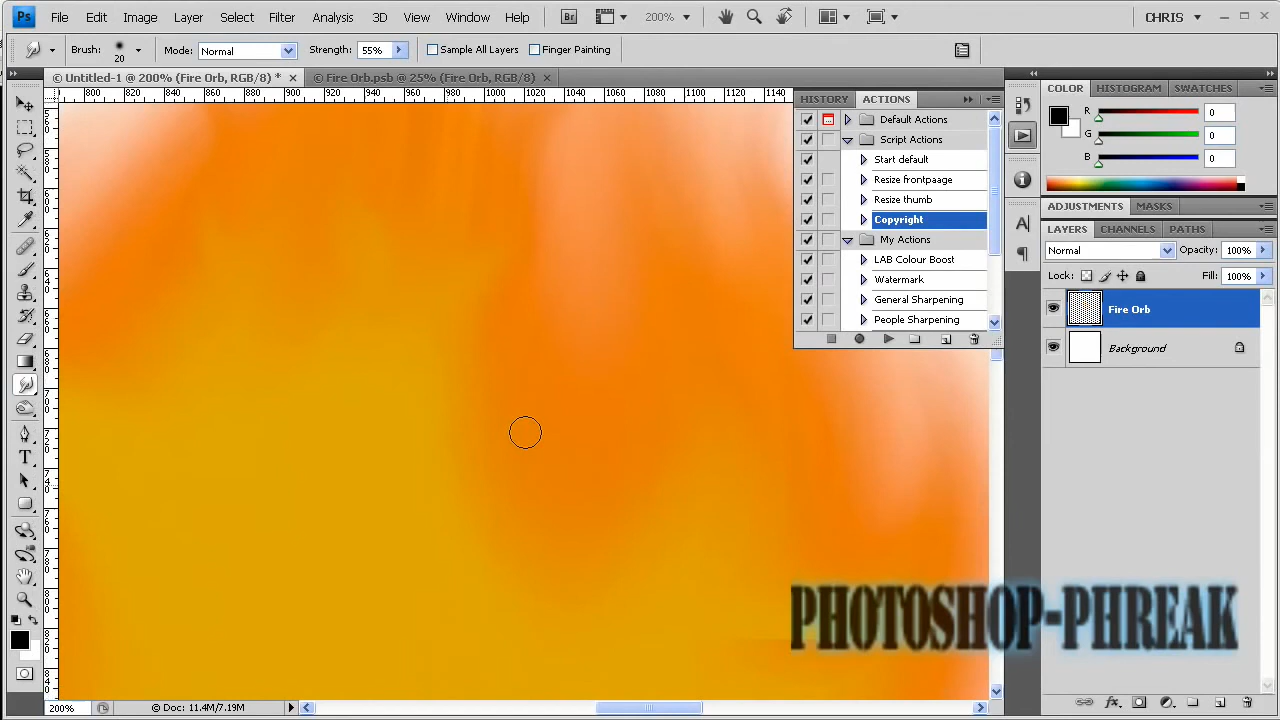 Ps File Edit Image Layer Select Filter Analysis 3D View Window Help Br 200% CHRIS
Brush: 20 Mode: Normal Strength: 55% Sample All Layers Finger Painting
© Untitled-1 @ 200% (Fire Orb, RGB/8) * × © Fire Orb.psb @ 25% (Fire Orb, RGB/8) ×
800 820 840 860 880 900 920 940 960 980 1000 1020 1040 1060 1080 1100 1120 1140
HISTORY ACTIONS
Default Actions
Script Actions
Start default
Resize frontpaage
Resize thumb
Copyright
My Actions
LAB Colour Boost
Watermark
General Sharpening
People Sharpening
COLOR HISTOGRAM SWATCHES
R 0
G 0
B 0
ADJUSTMENTS MASKS
LAYERS CHANNELS PATHS
Normal Opacity: 100%
Lock: Fill: 100%
Fire Orb
Background
PHOTOSHOP-PHREAK
200% © Doc: 11.4M/7.19M